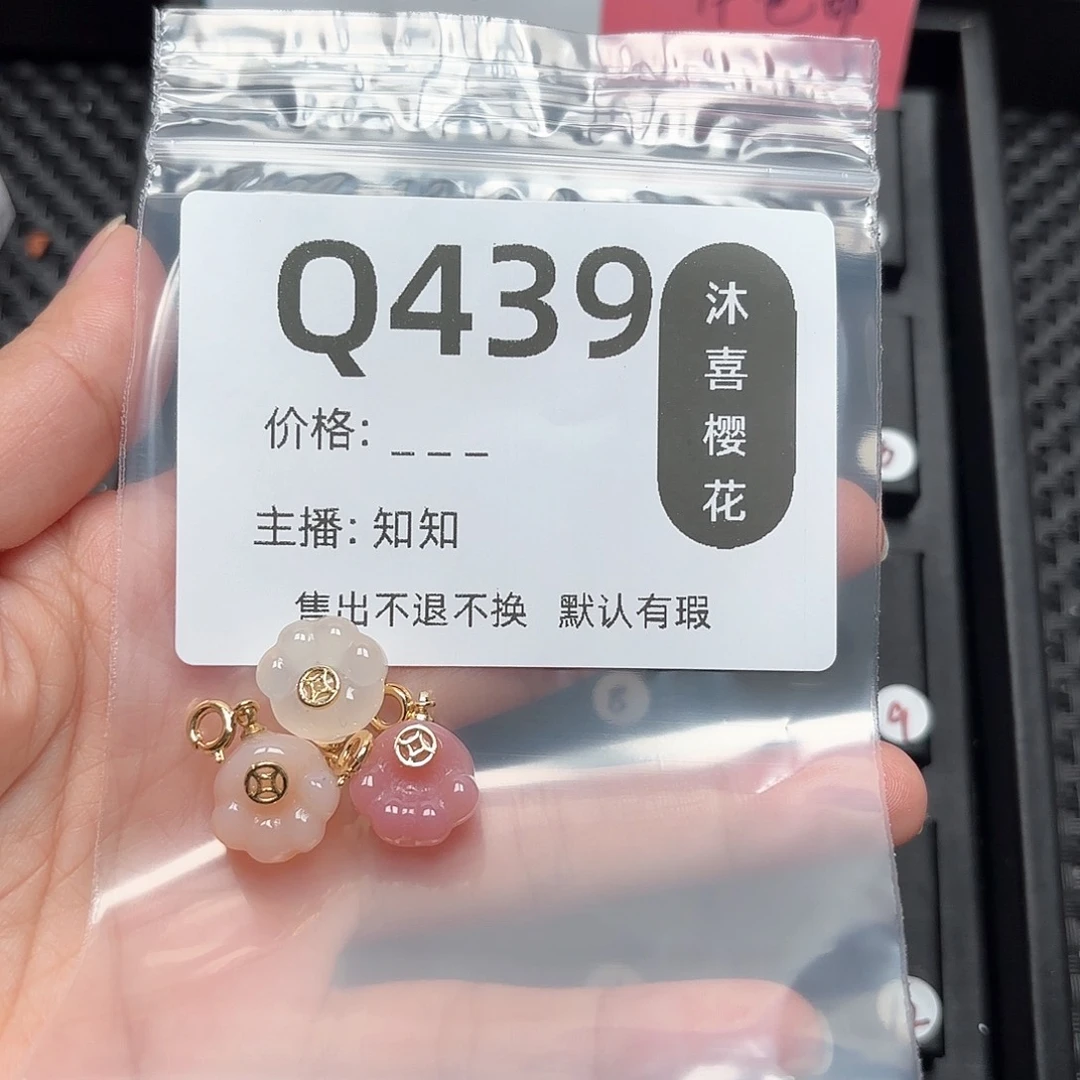 Q439
沐喜樱花
价格: _ _ _
主播: 知知
售出不退不换 默认有瑕
9